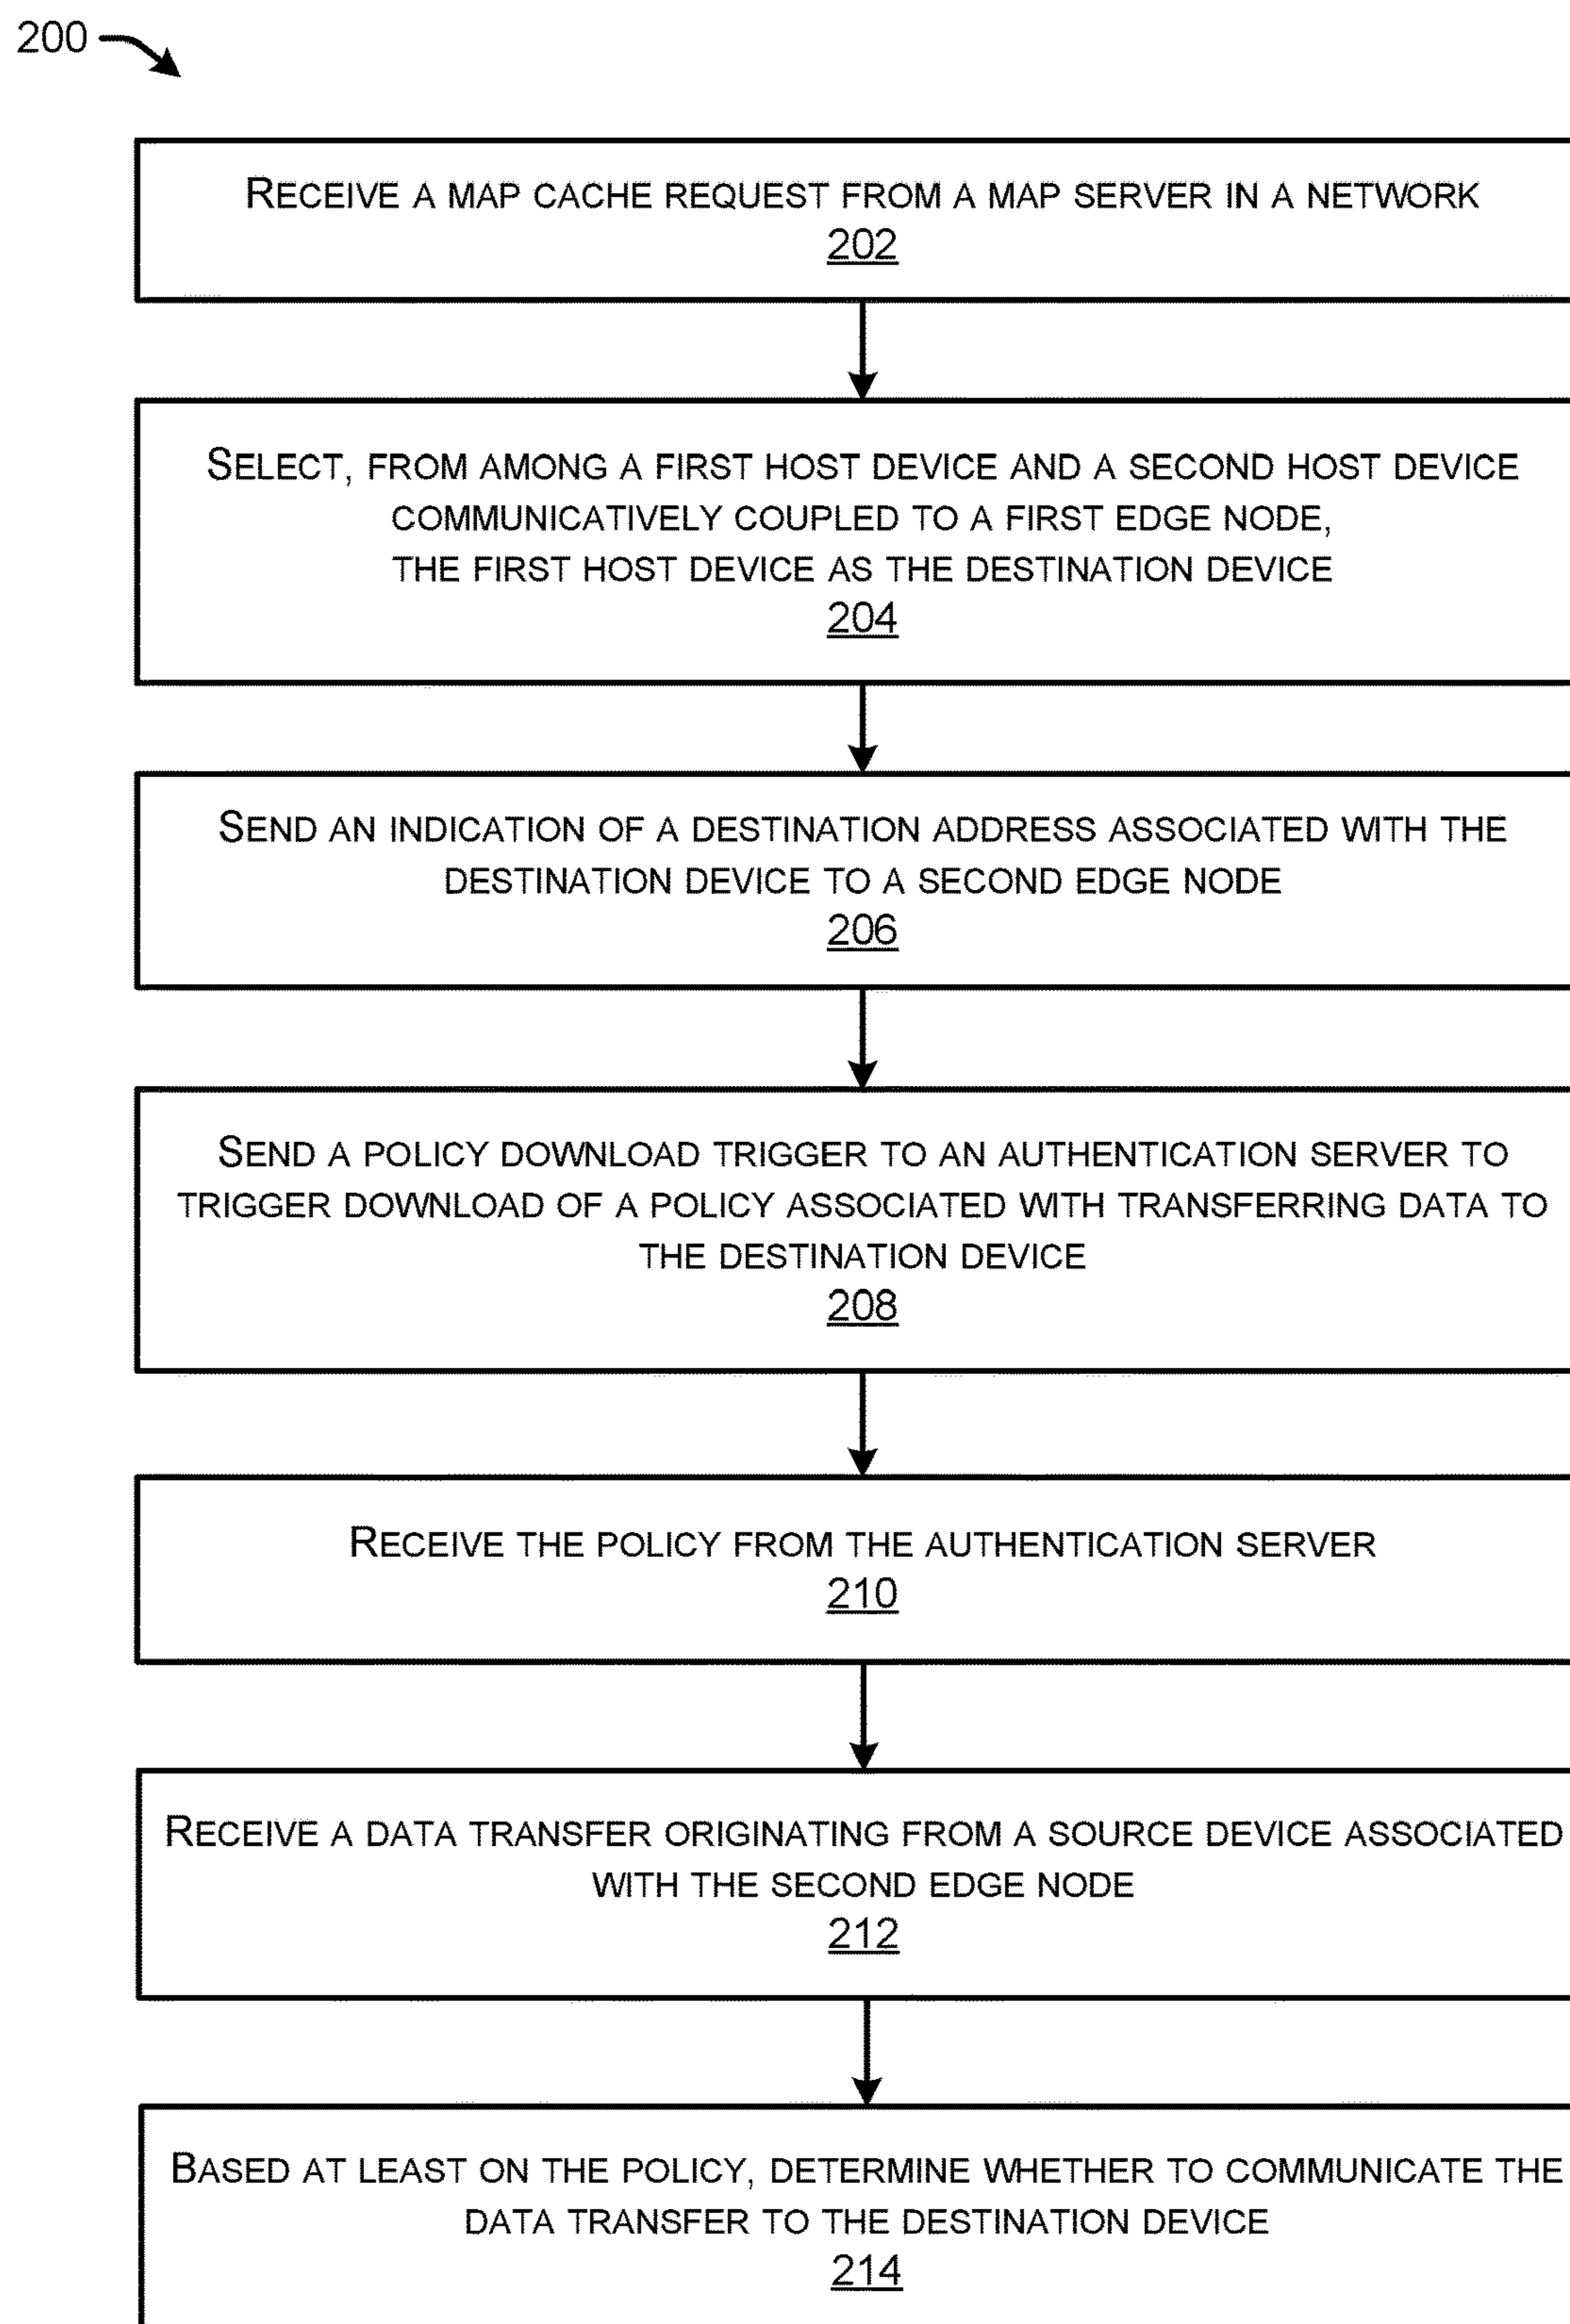 200
RECEIVE A MAP CACHE REQUEST FROM A MAP SERVER IN A NETWORK
202
SELECT, FROM AMONG A FIRST HOST DEVICE AND A SECOND HOST DEVICE
COMMUNICATIVELY COUPLED TO A FIRST EDGE NODE,
THE FIRST HOST DEVICE AS THE DESTINATION DEVICE
204
SEND AN INDICATION OF A DESTINATION ADDRESS ASSOCIATED WITH THE
DESTINATION DEVICE TO A SECOND EDGE NODE
206
SEND A POLICY DOWNLOAD TRIGGER TO AN AUTHENTICATION SERVER TO
TRIGGER DOWNLOAD OF A POLICY ASSOCIATED WITH TRANSFERRING DATA TO
THE DESTINATION DEVICE
208
RECEIVE THE POLICY FROM THE AUTHENTICATION SERVER
210
RECEIVE A DATA TRANSFER ORIGINATING FROM A SOURCE DEVICE ASSOCIATED
WITH THE SECOND EDGE NODE
212
BASED AT LEAST ON THE POLICY, DETERMINE WHETHER TO COMMUNICATE THE
DATA TRANSFER TO THE DESTINATION DEVICE
214